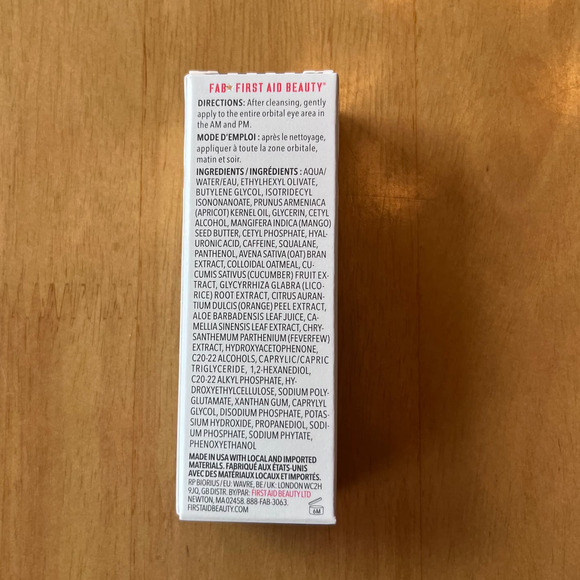 FAB FIRST AID BEAUTY®
DIRECTIONS: After cleansing, gently
apply to the entire orbital eye area in
the AM and PM.
MODE D'EMPLOI : après le nettoyage,
appliquer à toute la zone orbitale,
matin et soir.
INGREDIENTS / INGRÉDIENTS : AQUA/
WATER/EAU, ETHYLHEXYL OLIVATE,
BUTYLENE GLYCOL, ISOTRIDECYL
ISONONANOATE, PRUNUS ARMENIACA
(APRICOT) KERNEL OIL, GLYCERIN, CETYL
ALCOHOL, MANGIFERA INDICA (MANGO)
SEED BUTTER, CETYL PHOSPHATE, HYAL-
URONIC ACID, CAFFEINE, SQUALANE,
PANTHENOL, AVENA SATIVA (OAT) BRAN
EXTRACT, COLLOIDAL OATMEAL, CU-
CUMIS SATIVUS (CUCUMBER) FRUIT EX-
TRACT, GLYCYRRHIZA GLABRA (LICO-
RICE) ROOT EXTRACT, CITRUS AURAN-
TIUM DULCIS (ORANGE) PEEL EXTRACT,
ALOE BARBADENSIS LEAF JUICE, CA-
MELLIA SINENSIS LEAF EXTRACT, CHRY-
SANTHEMUM PARTHENIUM (FEVERFEW)
EXTRACT, HYDROXYACETOPHENONE,
C20-22 ALCOHOLS, CAPRYLIC/CAPRIC
TRIGLYCERIDE, 1,2-HEXANEDIOL,
C20-22 ALKYL PHOSPHATE, HY-
DROXYETHYLCELLULOSE, SODIUM POLY-
GLUTAMATE, XANTHAN GUM, CAPRYLYL
GLYCOL, DISODIUM PHOSPHATE, POTAS-
SIUM HYDROXIDE, PROPANEDIOL, SODI-
UM PHOSPHATE, SODIUM PHYTATE,
PHENOXYETHANOL
MADE IN USA WITH LOCAL AND IMPORTED
MATERIALS. FABRIQUÉ AUX ÉTATS-UNIS
AVEC DES MATÉRIAUX LOCAUX ET IMPORTÉS.
RP BIORIUS / EU: WAVRE, BE / UK: LONDON WC2H
9JQ, GB DISTR. BY/PAR: FIRST AID BEAUTY LTD
NEWTON, MA 02458. 888-FAB-3063.
FIRSTAIDBEAUTY.COM
6M